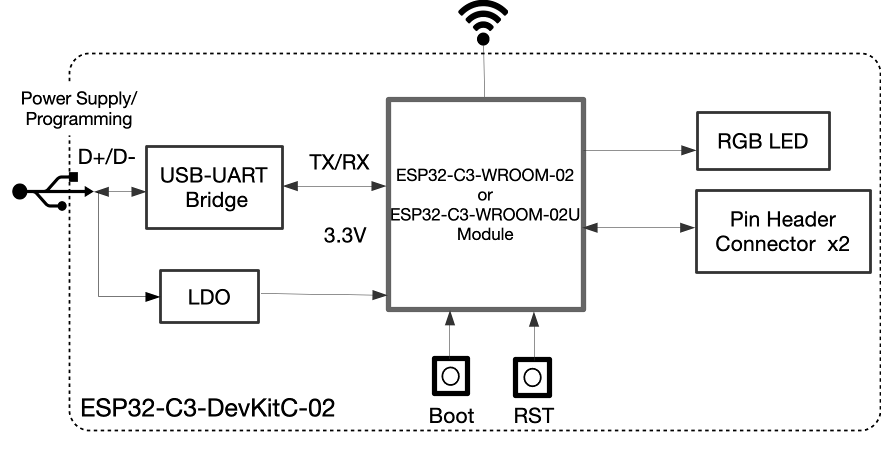 Power Supply/
Programming
D+/D-
USB-UART
Bridge
TX/RX
3.3V
LDO
ESP32-C3-WROOM-02
or
ESP32-C3-WROOM-02U
Module
RGB LED
Pin Header
Connector x2
Boot
RST
ESP32-C3-DevKitC-02